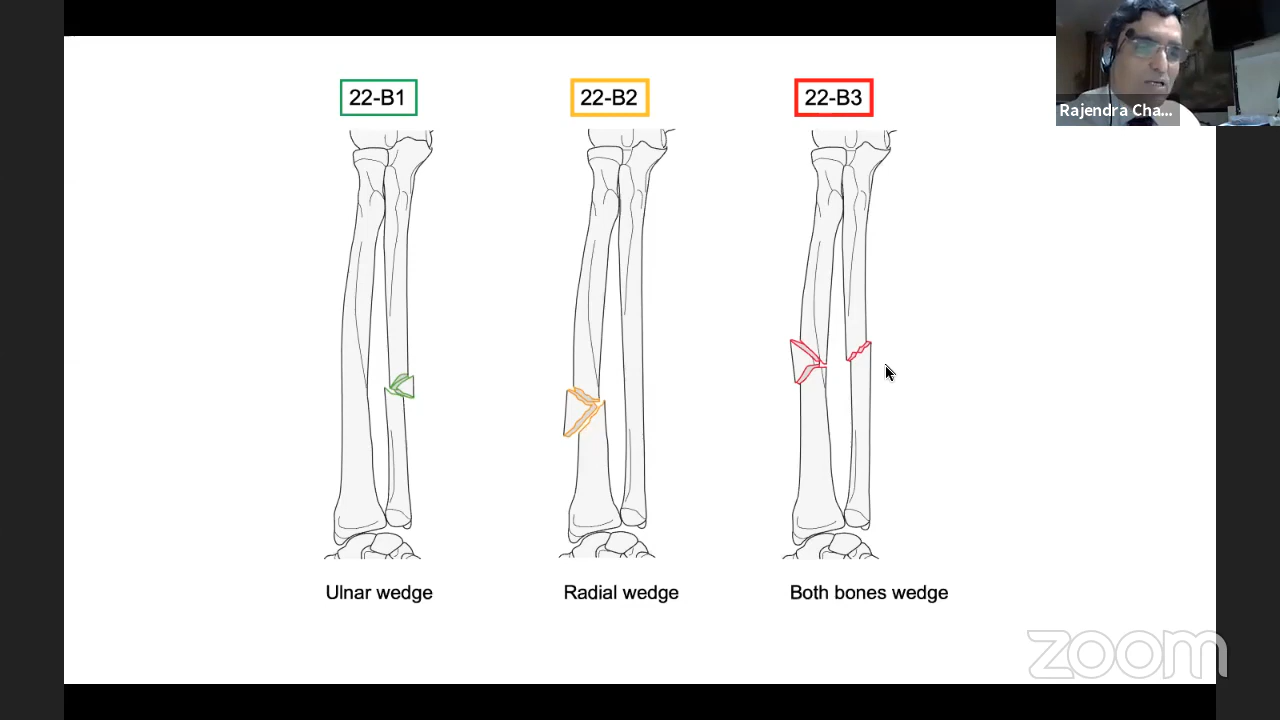 22-B1
22-B2
22-B3
Rajendra Cha...
Ulnar wedge
Radial wedge
Both bones wedge
zoom